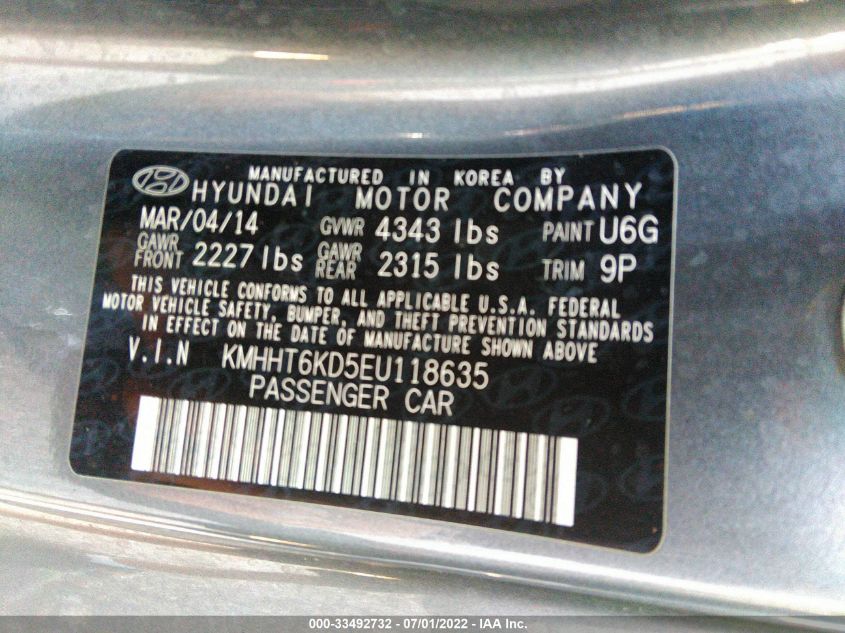 MANUFACTURED IN KOREA BY
HYUNDAI MOTOR COMPANY
MAR/04/14 GVWR 4343 lbs PAINT U6G
GAWR FRONT 2227 lbs GAWR REAR 2315 lbs TRIM 9P
THIS VEHICLE CONFORMS TO ALL APPLICABLE U.S.A. FEDERAL
MOTOR VEHICLE SAFETY, BUMPER, AND THEFT PREVENTION STANDARDS
IN EFFECT ON THE DATE OF MANUFACTURE SHOWN ABOVE
V.I.N KMHHT6KD5EU118635
PASSENGER CAR
000-33492732 - 07/01/2022 - IAA Inc.